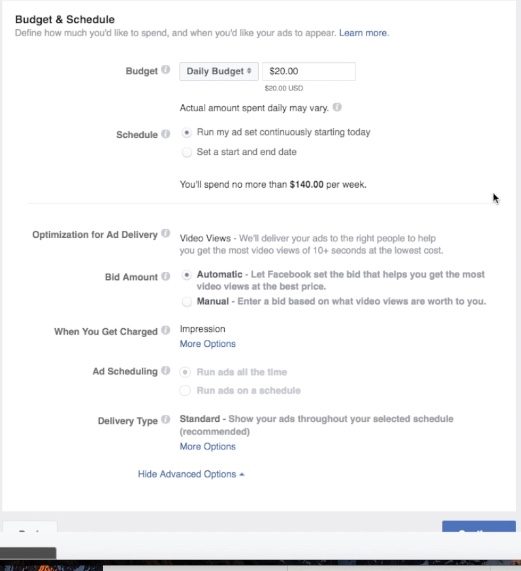 Budget & Schedule
Define how much you'd like to spend, and when you'd like your ads to appear. Learn more.
Budget
Daily Budget
$20.00
$20.00 USD
Actual amount spent daily may vary.
Schedule
Run my ad set continuously starting today
Set a start and end date
You'll spend no more than $140.00 per week.
Optimization for Ad Delivery
Video Views - We'll deliver your ads to the right people to help
you get the most video views of 10+ seconds at the lowest cost.
Bid Amount
Automatic - Let Facebook set the bid that helps you get the most
video views at the best price.
Manual - Enter a bid based on what video views are worth to you.
When You Get Charged
Impression
More Options
Ad Scheduling
Run ads all the time
Run ads on a schedule
Delivery Type
Standard - Show your ads throughout your selected schedule
(recommended)
More Options
Hide Advanced Options